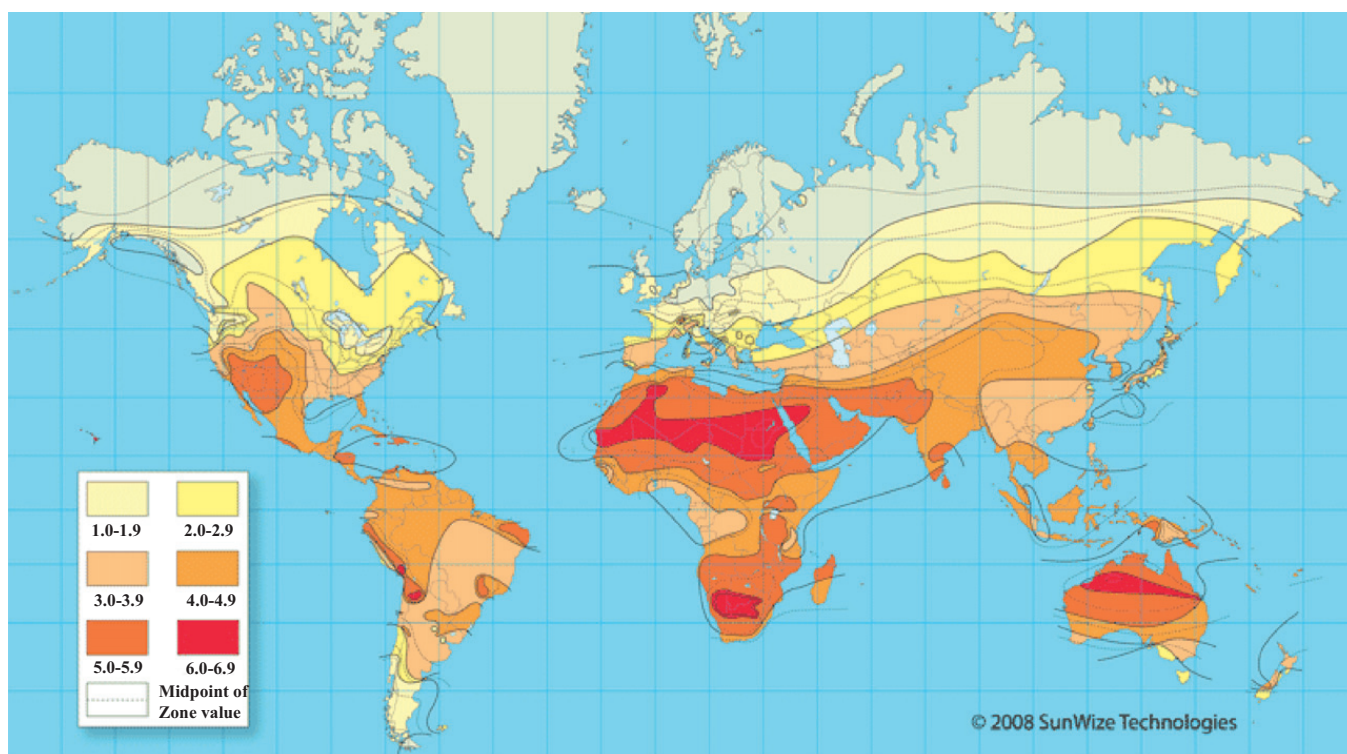 1.0-1.9 2.0-2.9
3.0-3.9 4.0-4.9
5.0-5.9 6.0-6.9
Midpoint of
Zone value
© 2008 SunWize Technologies